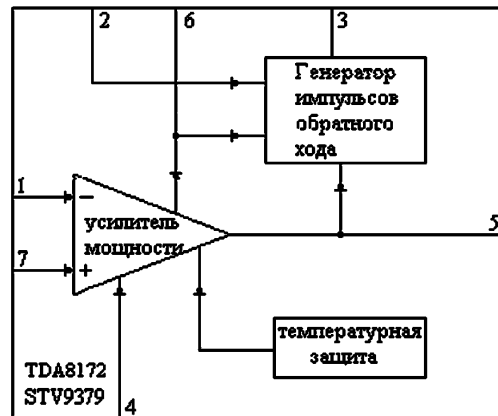 2 6 3
Генератор
импульсов
обратного
хода
1 −
усилитель
мощности
5
7 +
температурная
защита
TDA8172
STV9379
4